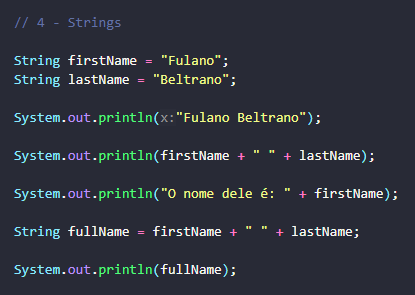 // 4 - Strings
String firstName = "Fulano";
String lastName = "Beltrano";
System.out.println(x:"Fulano Beltrano");
System.out.println(firstName + " " + lastName);
System.out.println("O nome dele é: " + firstName);
String fullName = firstName + " " + lastName;
System.out.println(fullName);